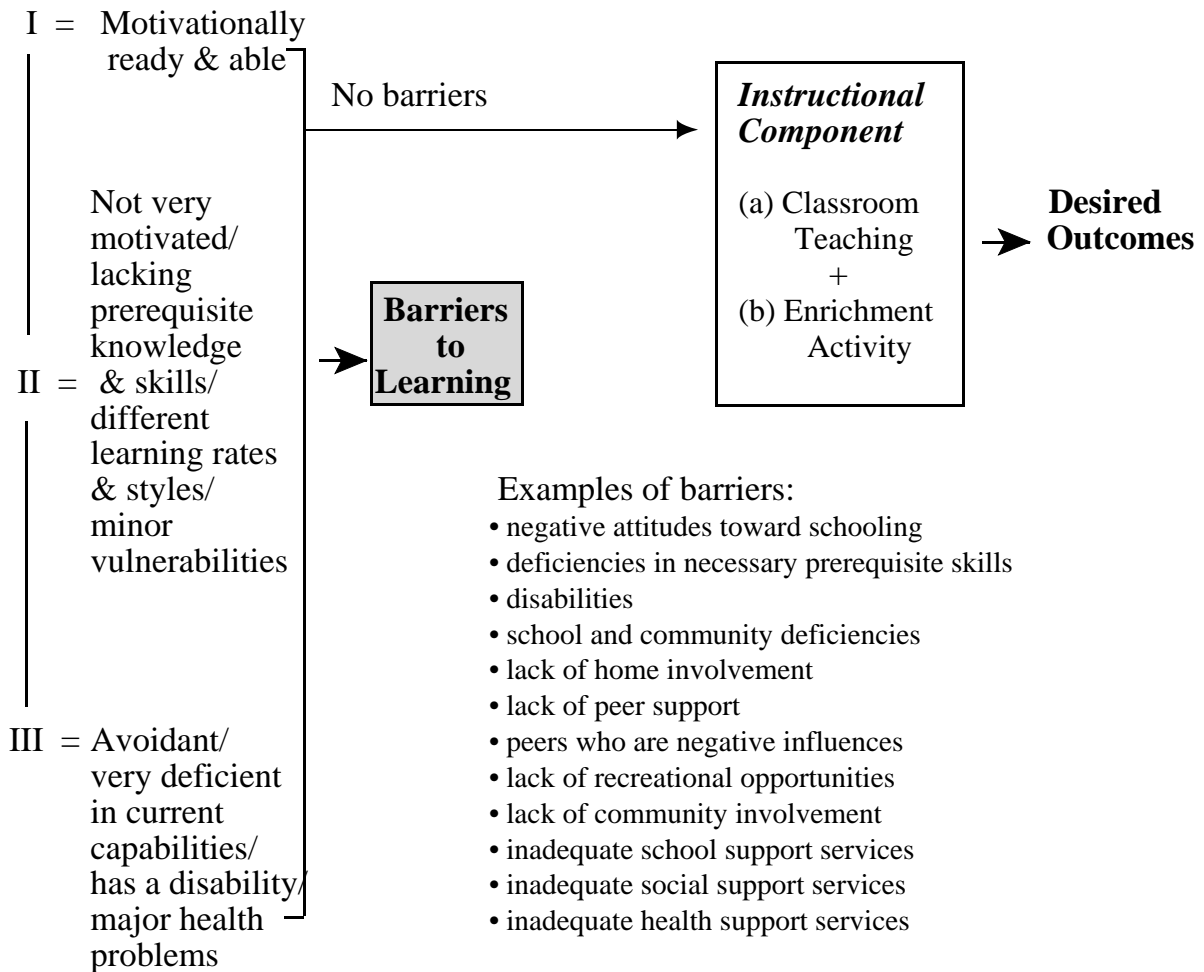 I = Motivationally
ready & able
No barriers
Instructional
Component
(a) Classroom
Teaching
+
(b) Enrichment
Activity
Desired
Outcomes
Not very
motivated/
lacking
prerequisite
knowledge
II = & skills/
different
learning rates
& styles/
minor
vulnerabilities
Barriers
to
Learning
Examples of barriers:
• negative attitudes toward schooling
• deficiencies in necessary prerequisite skills
• disabilities
• school and community deficiencies
• lack of home involvement
• lack of peer support
• peers who are negative influences
• lack of recreational opportunities
• lack of community involvement
• inadequate school support services
• inadequate social support services
• inadequate health support services
III = Avoidant/
very deficient
in current
capabilities/
has a disability/
major health
problems